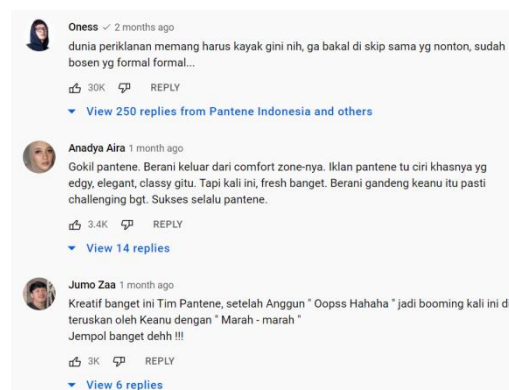 Oness ✓ 2 months ago
dunia periklanan memang harus kayak gini nih, ga bakal di skip sama yg nonton, sudah
bosen yg formal formal...
30K REPLY
View 250 replies from Pantene Indonesia and others
Anadya Aira 1 month ago
Gokil pantene. Berani keluar dari comfort zone-nya. Iklan pantene tu ciri khasnya yg
edgy, elegant, classy gitu. Tapi kali ini, fresh banget. Berani gandeng keanu itu pasti
challenging bgt. Sukses selalu pantene.
3.4K REPLY
View 14 replies
Jumo Zaa 1 month ago
Kreatif banget ini Tim Pantene, setelah Anggun " Oopss Hahaha " jadi booming kali ini di
teruskan oleh Keanu dengan " Marah - marah "
Jempol banget dehh !!!
3K REPLY
View 6 replies